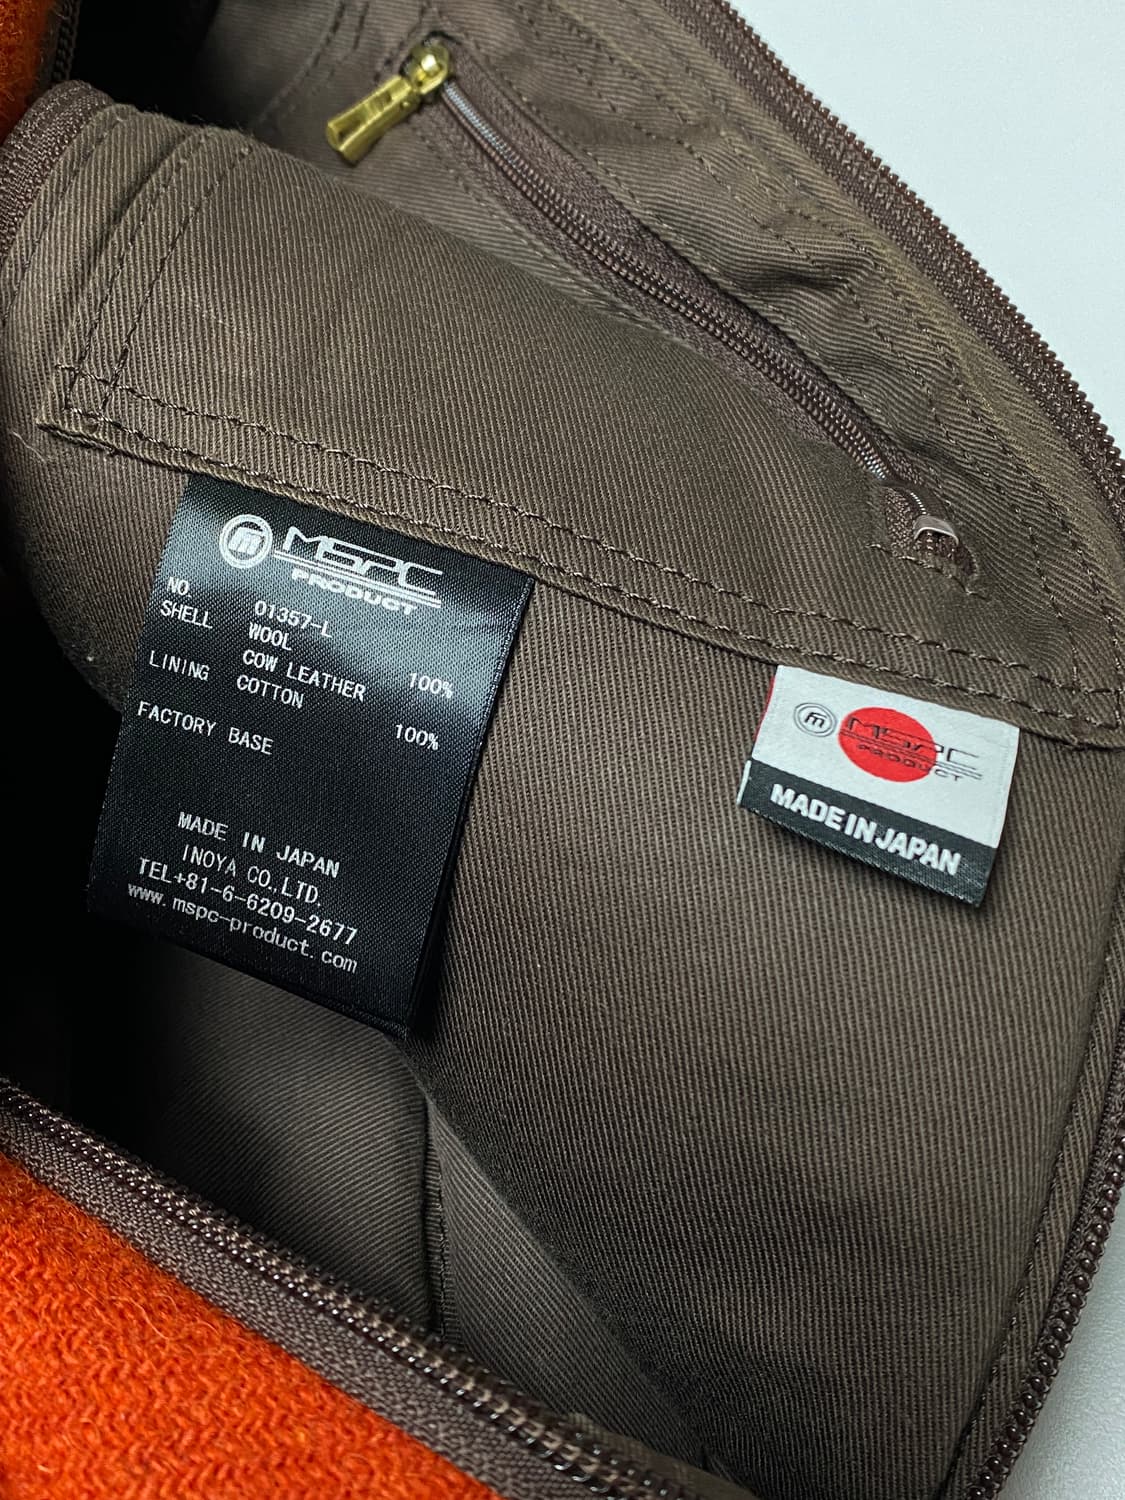 m MSPC
PRODUCT
NO 01357-L
SHELL WOOL
COW LEATHER 100%
LINING COTTON
100%
FACTORY BASE
MADE IN JAPAN
INOYA CO.,LTD.
TEL+81-6-6209-2677
www.mspc-product.com
m MSPC
PRODUCT
MADE IN JAPAN